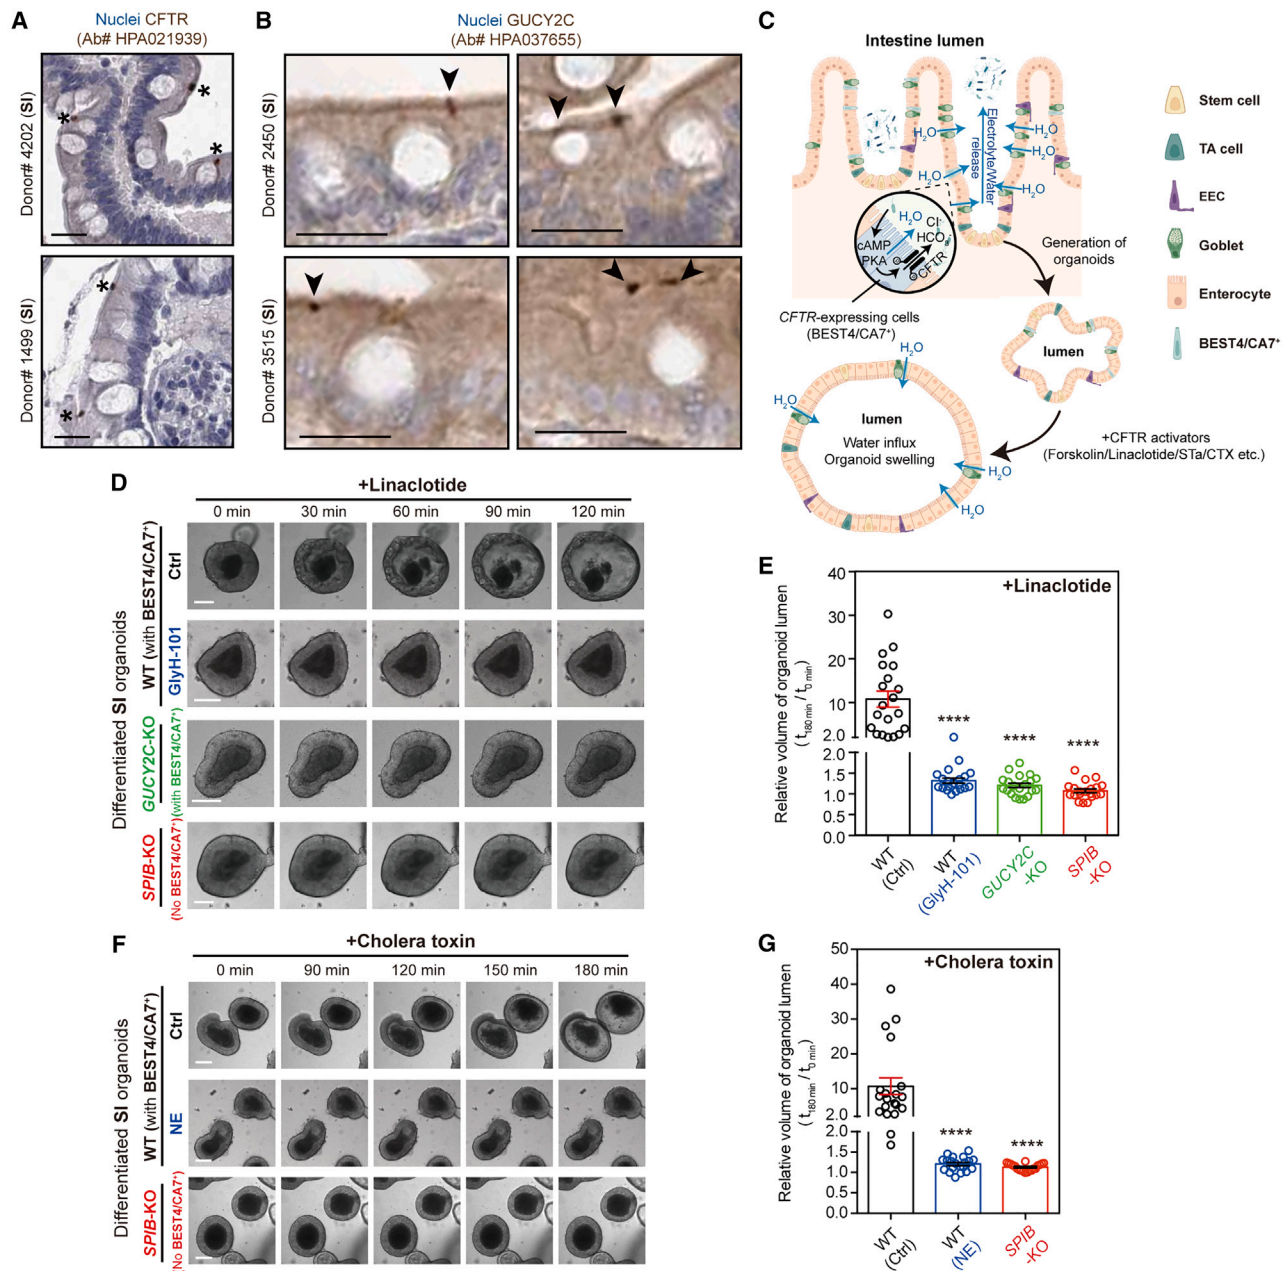 A
Nuclei CFTR
(Ab# HPA021939)
Donor# 4202 (SI)
*
*
*
Donor# 1499 (SI)
*
*
B
Nuclei GUCY2C
(Ab# HPA037655)
Donor# 2450 (SI)
Donor# 3515 (SI)
C
Intestine lumen
H₂O
H₂O
H₂O
H₂O
H₂O
Electrolyte/Water
release
H₂O
Cl⁻
HCO
cAMP
PKA
CFTR
CFTR-expressing cells
(BEST4/CA7⁺)
Generation of
organoids
lumen
+CFTR activators
(Forskolin/Linaclotide/STa/CTX etc.)
H₂O
H₂O
lumen
Water influx
Organoid swelling
H₂O
H₂O
Stem cell
TA cell
EEC
Goblet
Enterocyte
BEST4/CA7⁺
D
+Linaclotide
0 min
30 min
60 min
90 min
120 min
Differentiated SI organoids
WT (with BEST4/CA7⁺)
Ctrl
GlyH-101
GUCY2C-KO
(with BEST4/CA7⁺)
SPIB-KO
(No BEST4/CA7⁺)
E
+Linaclotide
Relative volume of organoid lumen
( t180 min / t0 min)
40
30
20
10
2.0
2.0
1.5
1.0
0.5
0.0
****
****
****
WT
(Ctrl)
WT
(GlyH-101)
GUCY2C
-KO
SPIB
-KO
F
+Cholera toxin
0 min
90 min
120 min
150 min
180 min
Differentiated SI organoids
WT (with BEST4/CA7⁺)
Ctrl
NE
SPIB-KO
(No BEST4/CA7⁺)
G
+Cholera toxin
Relative volume of organoid lumen
( t180 min / t0 min)
50
40
30
20
10
2.0
2.0
1.5
1.0
0.5
0.0
****
****
WT
(Ctrl)
WT
(NE)
SPIB
-KO